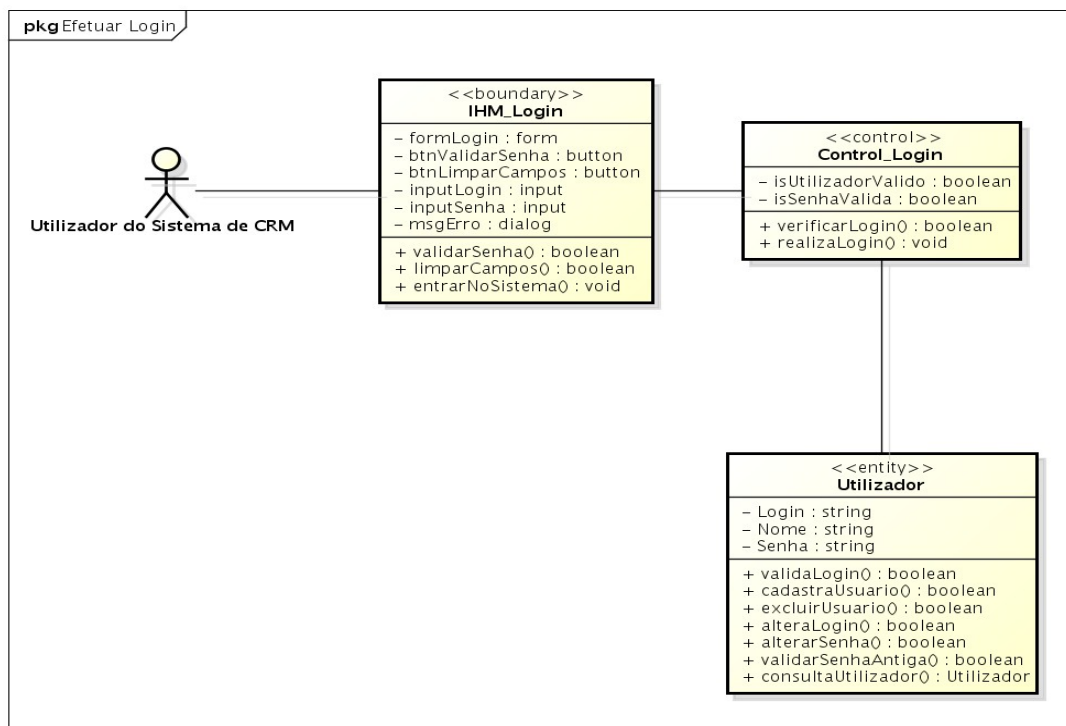 pkg Efetuar Login
<<boundary>>
IHM_Login
– formLogin : form
– btnValidarSenha : button
– btnLimparCampos : button
– inputLogin : input
– inputSenha : input
– msgErro : dialog
+ validarSenha() : boolean
+ limparCampos() : boolean
+ entrarNoSistema() : void
Utilizador do Sistema de CRM
<<control>>
Control_Login
– isUtilizadorValido : boolean
– isSenhaValida : boolean
+ verificarLogin() : boolean
+ realizaLogin() : void
<<entity>>
Utilizador
– Login : string
– Nome : string
– Senha : string
+ validaLogin() : boolean
+ cadastraUsuario() : boolean
+ excluirUsuario() : boolean
+ alteraLogin() : boolean
+ alterarSenha() : boolean
+ validarSenhaAntiga() : boolean
+ consultaUtilizador() : Utilizador